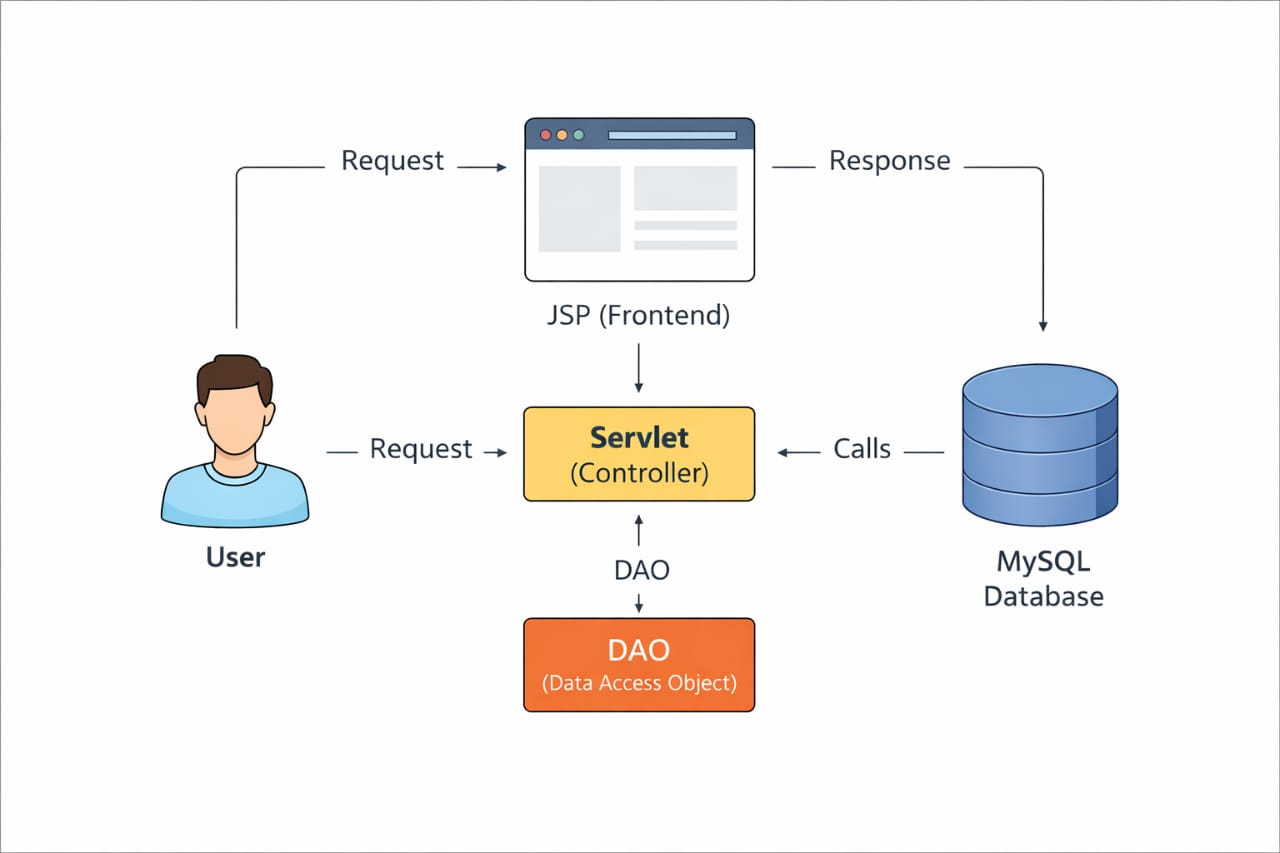 Request
Response
JSP (Frontend)
Request
Servlet
(Controller)
Calls
User
DAO
MySQL
Database
DAO
(Data Access Object)